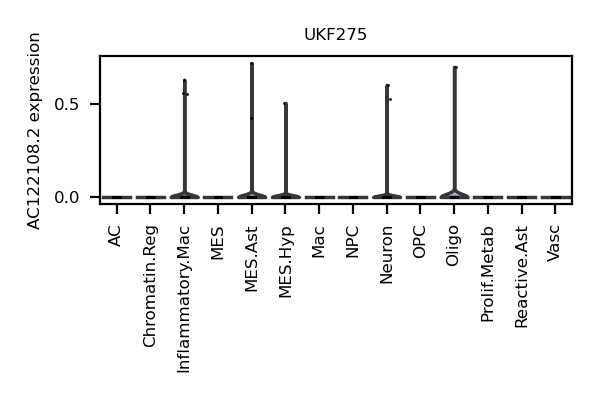 UKF275
AC122108.2 expression
0.5
0.0
AC
Chromatin.Reg
Inflammatory.Mac
MES
MES.Ast
MES.Hyp
Mac
NPC
Neuron
OPC
Oligo
Prolif.Metab
Reactive.Ast
Vasc